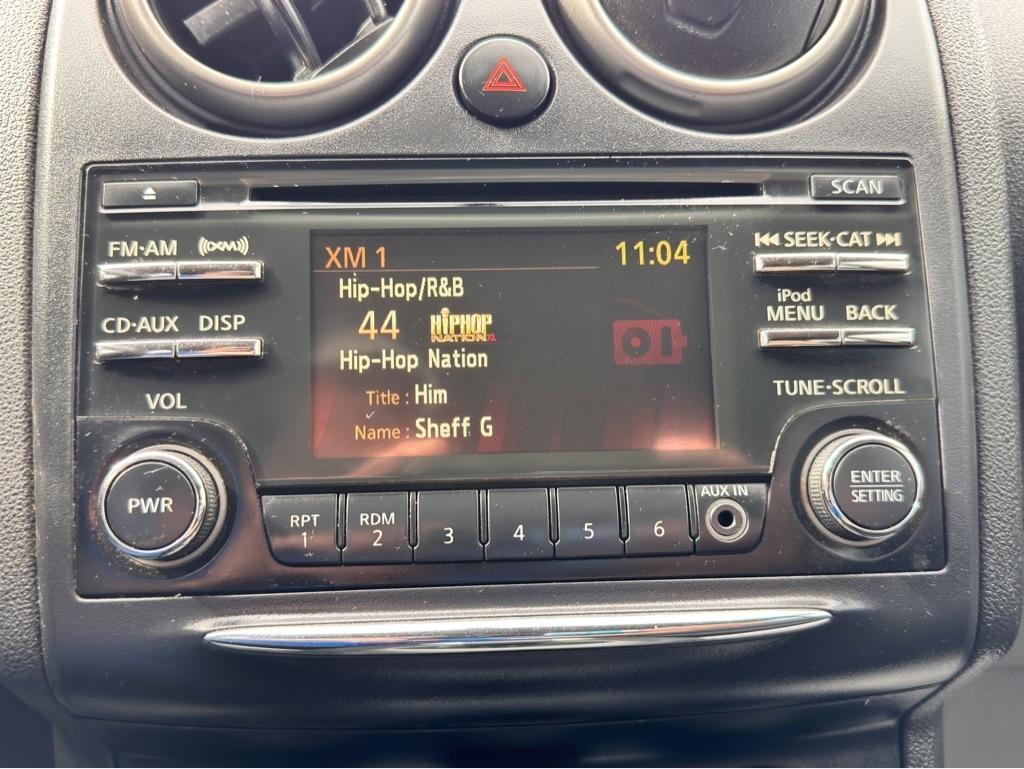 SCAN
FM·AM
XM
SEEK·CAT
CD·AUX
DISP
iPod
MENU
BACK
VOL
TUNE·SCROLL
XM 1
11:04
Hip-Hop/R&B
44
HIPHOP
NATION XL
Hip-Hop Nation
Title : Him
Name : Sheff G
PWR
ENTER
SETTING
RPT
1
RDM
2
3
4
5
6
AUX IN